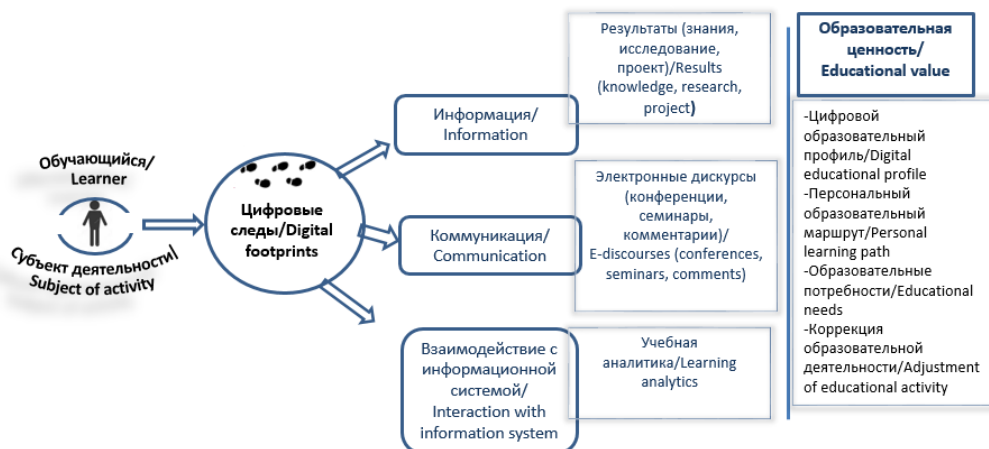 Обучающийся/
Learner
Субъект деятельности/
Subject of activity
Цифровые
следы/Digital
footprints
Информация/
Information
Результаты (знания,
исследование,
проект)/Results
(knowledge, research,
project)
Коммуникация/
Communication
Электронные дискурсы
(конференции,
семинары,
комментарии)/
E-discourses (conferences,
seminars, comments)
Взаимодействие с
информационной
системой/
Interaction with
information system
Учебная
аналитика/Learning
analytics
Образовательная
ценность/
Educational value
-Цифровой
образовательный
профиль/Digital
educational profile
-Персональный
образовательный
маршрут/Personal
learning path
-Образовательные
потребности/Educational
needs
-Коррекция
образовательной
деятельности/Adjustment
of educational activity